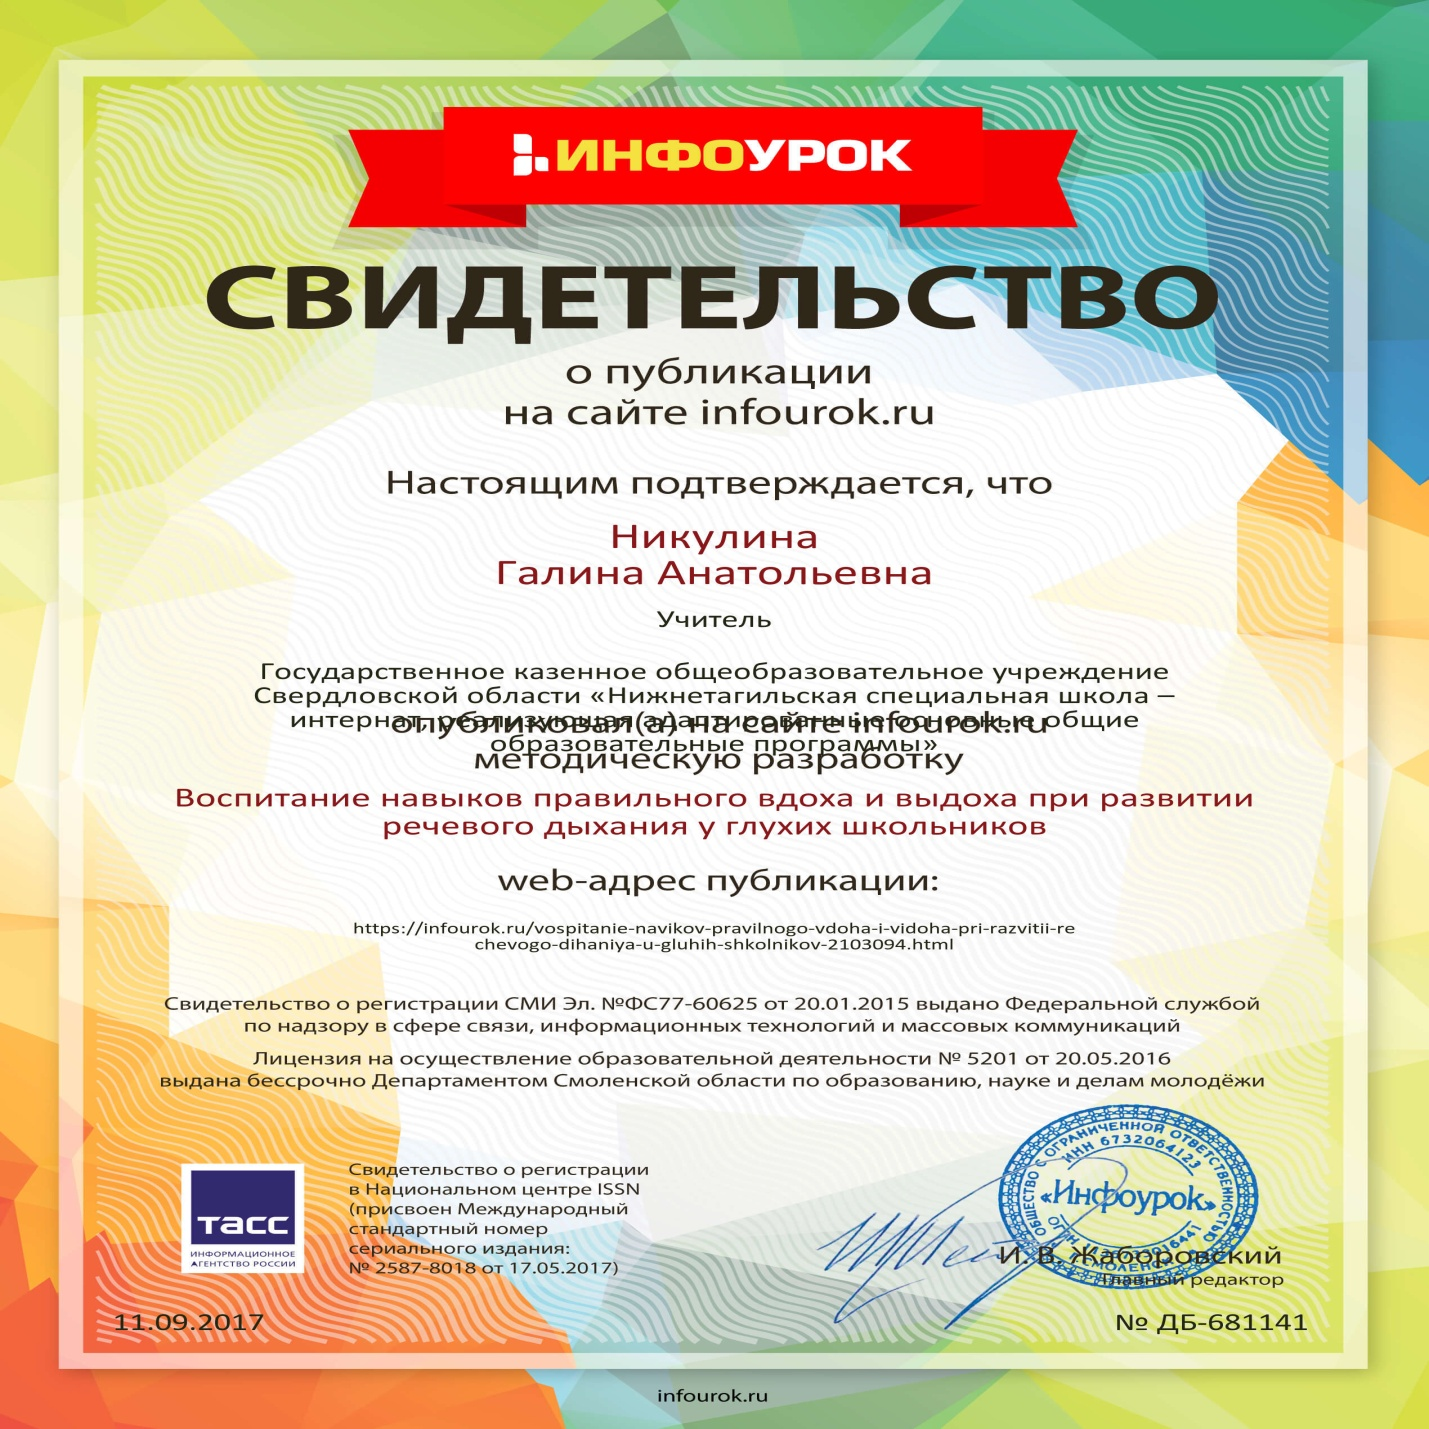 ИНФОУРОК
СВИДЕТЕЛЬСТВО
о публикации
на сайте infourok.ru
Настоящим подтверждается, что
Никулина
Галина Анатольевна
Учитель
Государственное казенное общеобразовательное учреждение
Свердловской области «Нижнетагильская специальная школа –
интернат, реализующая адаптированные основные общие
опубликовал(а) на сайте infourok.ru
образовательные программы»
методическую разработку
Воспитание навыков правильного вдоха и выдоха при развитии
речевого дыхания у глухих школьников
web-адрес публикации:
https://infourok.ru/vospitanie-navikov-pravilnogo-vdoha-i-vidoha-pri-razvitii-re
chevogo-dihaniya-u-gluhih-shkolnikov-2103094.html
Свидетельство о регистрации СМИ Эл. №ФС77-60625 от 20.01.2015 выдано Федеральной службой
по надзору в сфере связи, информационных технологий и массовых коммуникаций
Лицензия на осуществление образовательной деятельности № 5201 от 20.05.2016
выдана бессрочно Департаментом Смоленской области по образованию, науке и делам молодёжи
тасс
ИНФОРМАЦИОННОЕ
АГЕНТСТВО РОССИИ
Свидетельство о регистрации
в Национальном центре ISSN
(присвоен Международный
стандартный номер
сериального издания:
№ 2587-8018 от 17.05.2017)
ОБЩЕСТВО С ОГРАНИЧЕННОЙ ОТВЕТСТВЕННОСТЬЮ
ИНН 6732064123
«Инфоурок»
И. В. Жаборовский
Главный редактор
11.09.2017
№ ДБ-681141
infourok.ru